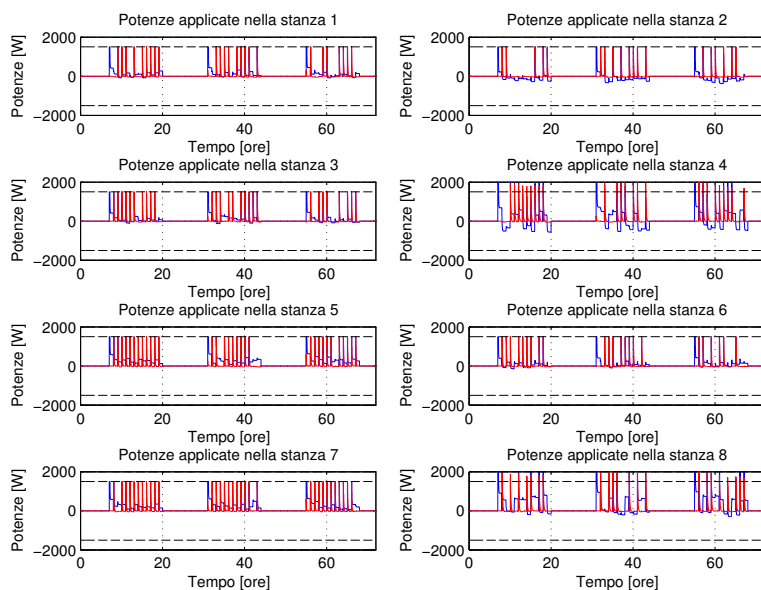 Potenze applicate nella stanza 1
Potenze [W]
2000
0
−2000
0 20 40 60
Tempo [ore]
Potenze applicate nella stanza 2
Potenze [W]
2000
0
−2000
0 20 40 60
Tempo [ore]
Potenze applicate nella stanza 3
Potenze [W]
2000
0
−2000
0 20 40 60
Tempo [ore]
Potenze applicate nella stanza 4
Potenze [W]
2000
0
−2000
0 20 40 60
Tempo [ore]
Potenze applicate nella stanza 5
Potenze [W]
2000
0
−2000
0 20 40 60
Tempo [ore]
Potenze applicate nella stanza 6
Potenze [W]
2000
0
−2000
0 20 40 60
Tempo [ore]
Potenze applicate nella stanza 7
Potenze [W]
2000
0
−2000
0 20 40 60
Tempo [ore]
Potenze applicate nella stanza 8
Potenze [W]
2000
0
−2000
0 20 40 60
Tempo [ore]